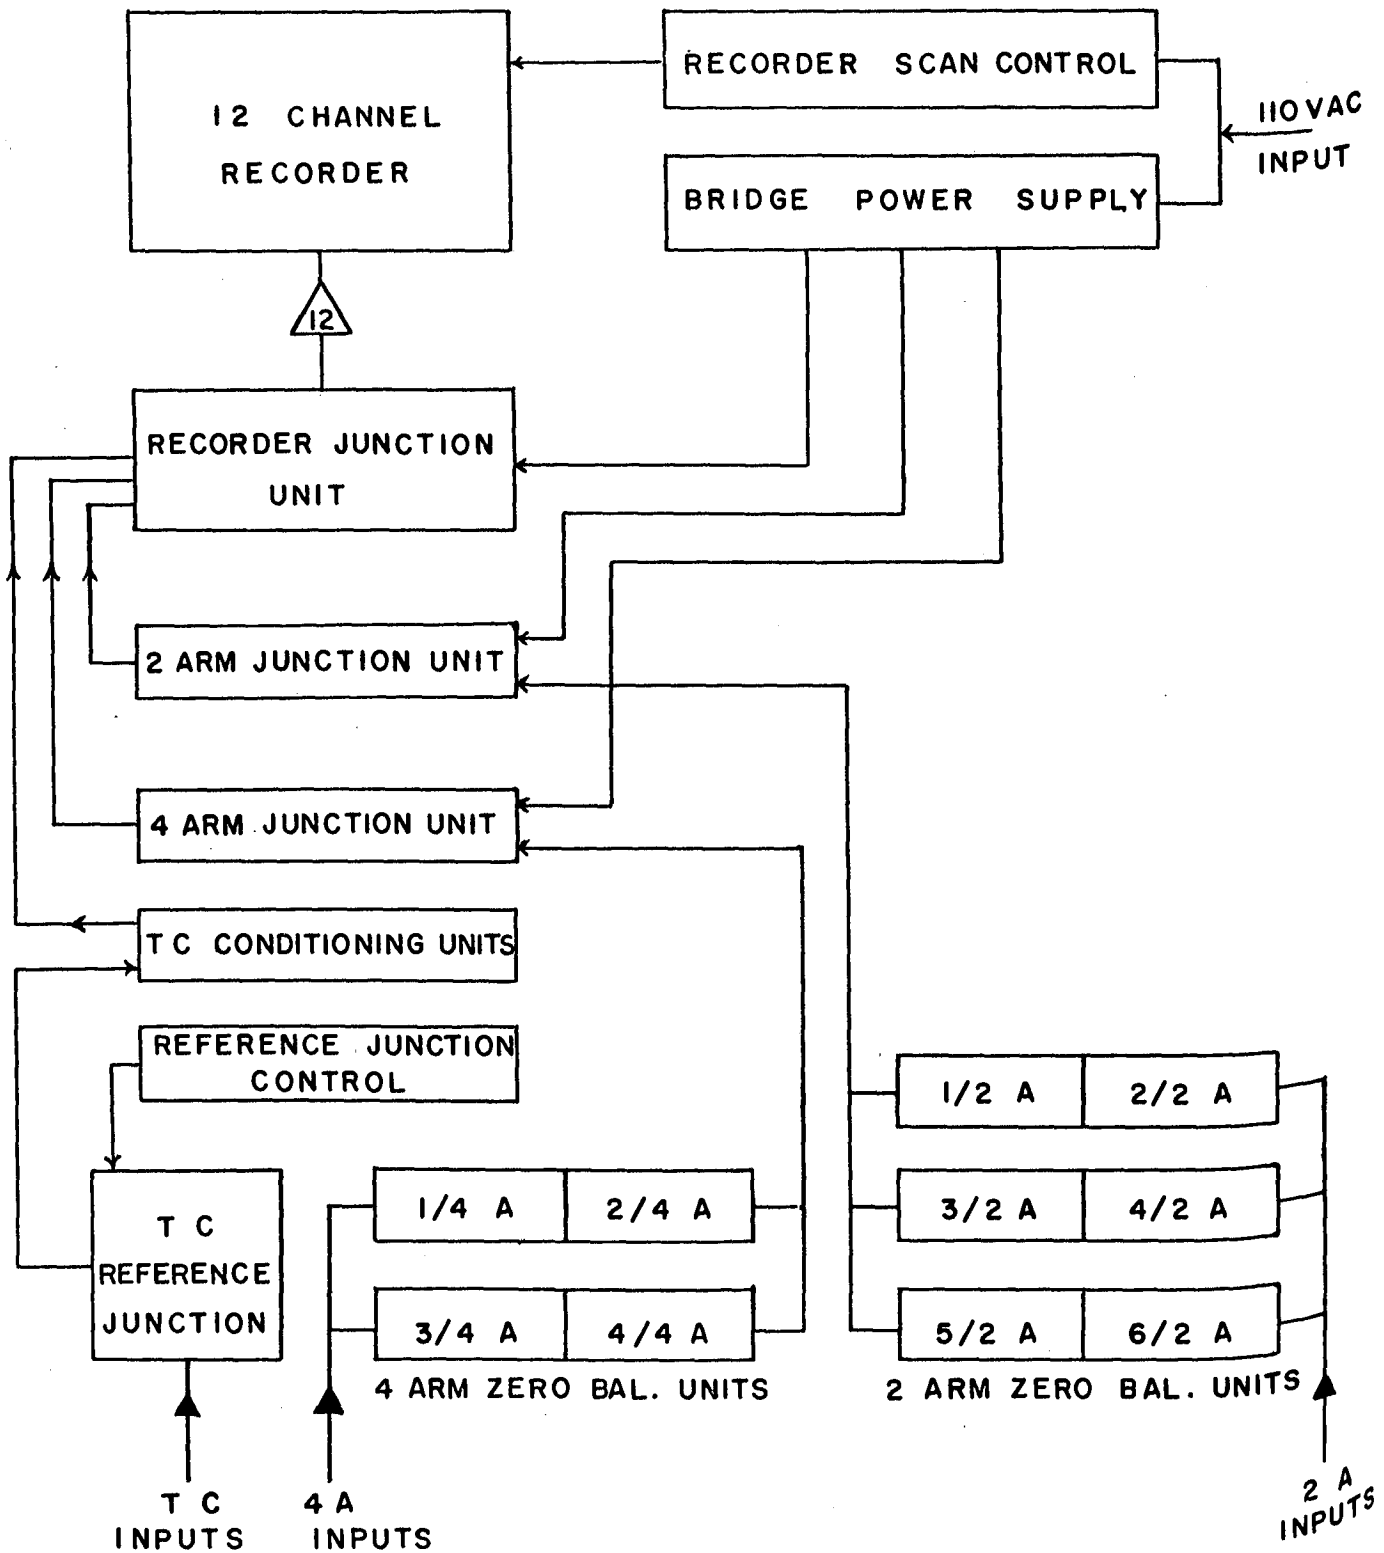 12 CHANNEL
RECORDER
RECORDER SCAN CONTROL
110 VAC
INPUT
BRIDGE POWER SUPPLY
12
RECORDER JUNCTION
UNIT
2 ARM JUNCTION UNIT
4 ARM JUNCTION UNIT
TC CONDITIONING UNITS
REFERENCE JUNCTION
CONTROL
TC
REFERENCE
JUNCTION
1/4 A
2/4 A
3/4 A
4/4 A
4 ARM ZERO BAL. UNITS
1/2 A
2/2 A
3/2 A
4/2 A
5/2 A
6/2 A
2 ARM ZERO BAL. UNITS
TC
INPUTS
4 A
INPUTS
2 A
INPUTS